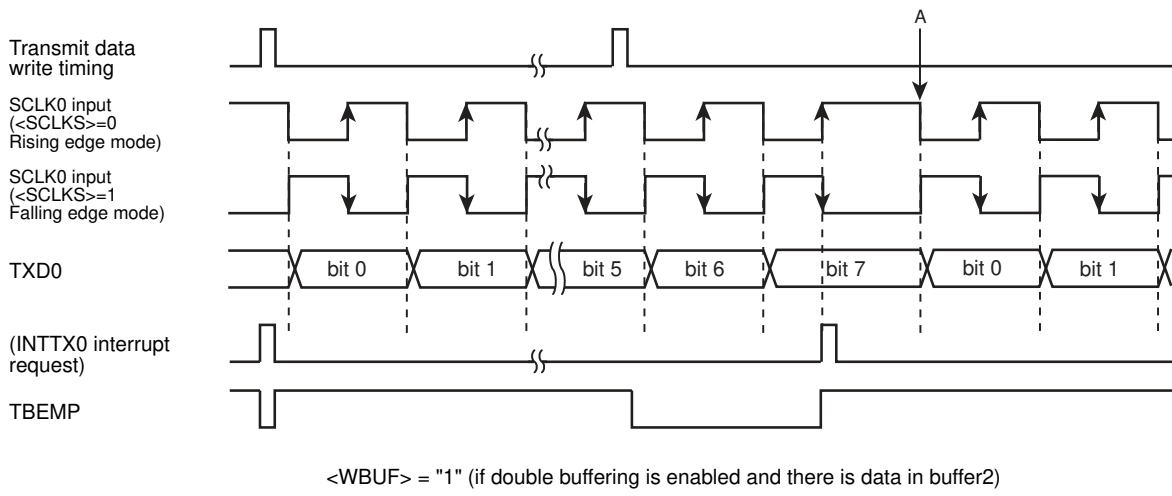 A
Transmit data
write timing
SCLK0 input
(<SCLKS>=0
Rising edge mode)
SCLK0 input
(<SCLKS>=1
Falling edge mode)
TXD0
bit 0
bit 1
bit 5
bit 6
bit 7
bit 0
bit 1
(INTTX0 interrupt
request)
TBEMP
<WBUF> = "1" (if double buffering is enabled and there is data in buffer2)